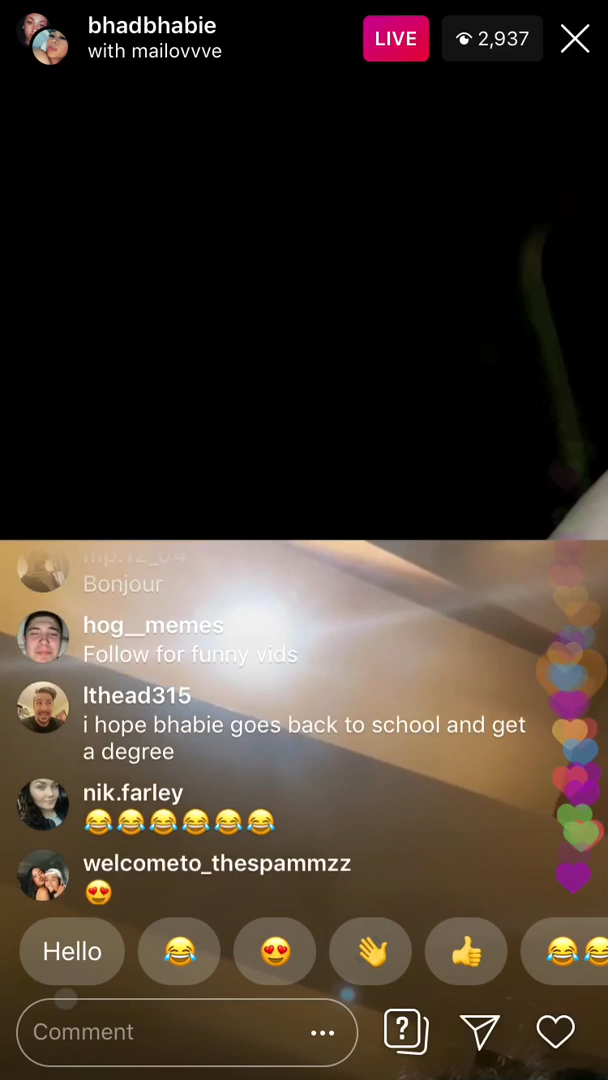 bhadbhabie
with mailovvve
LIVE
2,937
Bonjour
hog__memes
Follow for funny vids
lthead315
i hope bhabie goes back to school and get
a degree
nik.farley
😂😂😂😂😂😂
welcometo_thespammzz
😍
Hello 😂 😍 👋 👍 😂😂
Comment
?